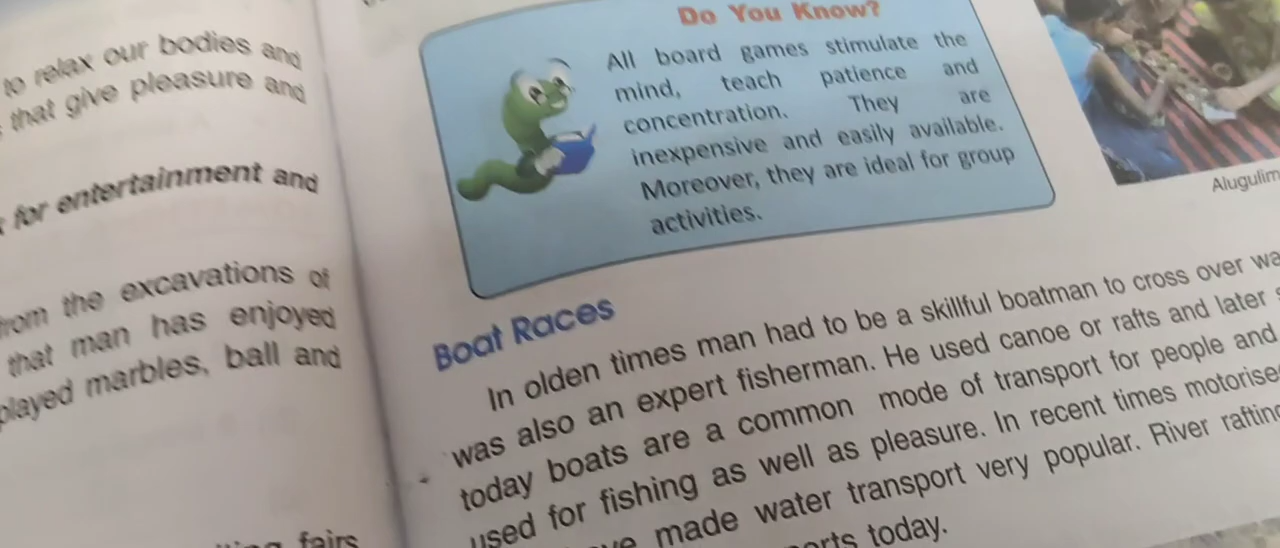 to relax our bodies and
that give pleasure and
for entertainment and
from the excavations of
that man has enjoyed
played marbles, ball and
fairs
Do You Know?
All board games stimulate the
mind, teach patience and
concentration. They are
inexpensive and easily available.
Moreover, they are ideal for group
activities.
Boat Races
In olden times man had to be a skillful boatman to cross over
was also an expert fisherman. He used canoe or rafts and later
today boats are a common mode of transport for people and
used for fishing as well as pleasure. In recent times
made water transport very popular. River
today.